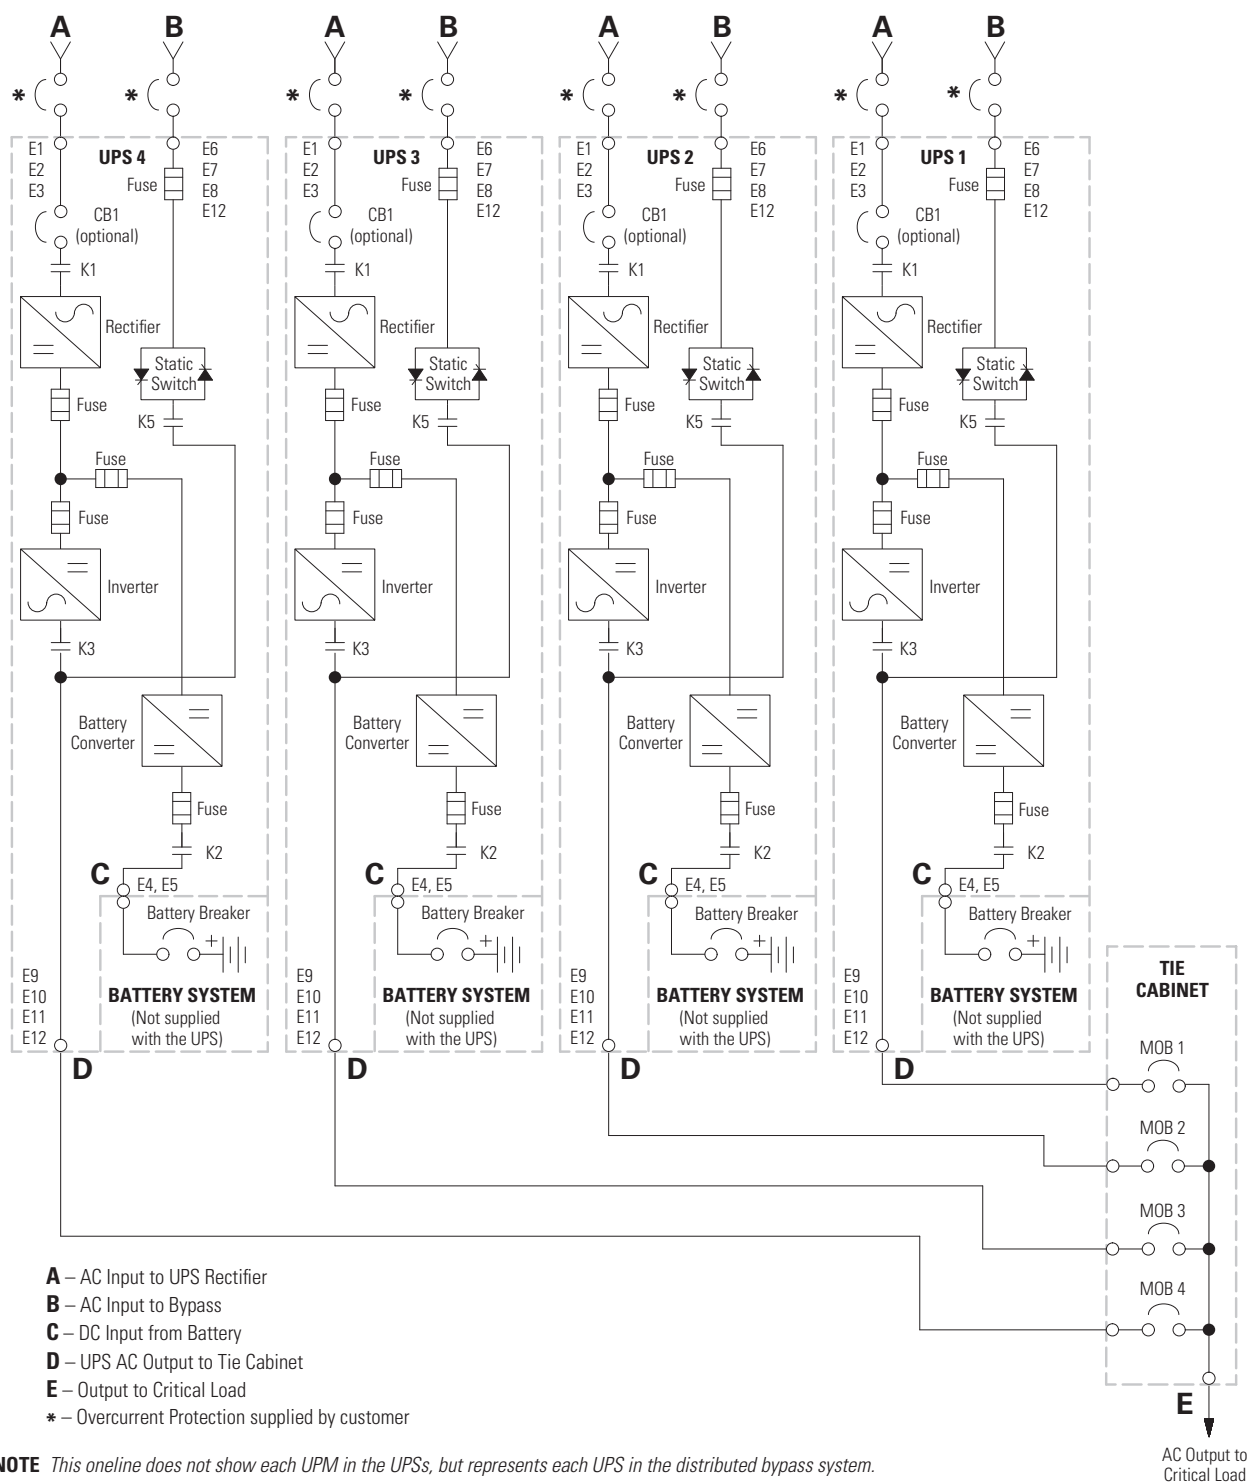 A B A B A B A B
* * * * * * * *
E1 E6 E1 E6 E1 E6 E1 E6
UPS 4 UPS 3 UPS 2 UPS 1
E2 E7 E2 E7 E2 E7 E2 E7
Fuse Fuse Fuse Fuse
E3 E8 E3 E8 E3 E8 E3 E8
E12 E12 E12 E12
CB1 CB1 CB1 CB1
(optional) (optional) (optional) (optional)
K1 K1 K1 K1
Rectifier Rectifier Rectifier Rectifier
Static Static Static Static
Switch Switch Switch Switch
Fuse Fuse Fuse Fuse
K5 K5 K5 K5
Fuse Fuse Fuse Fuse
Fuse Fuse Fuse Fuse
Inverter Inverter Inverter Inverter
K3 K3 K3 K3
Battery Battery Battery Battery
Converter Converter Converter Converter
Fuse Fuse Fuse Fuse
K2 K2 K2 K2
C E4, E5 C E4, E5 C E4, E5 C E4, E5
Battery Breaker Battery Breaker Battery Breaker Battery Breaker
+ + + +
E9 E9 E9 E9
E10 BATTERY SYSTEM E10 BATTERY SYSTEM E10 BATTERY SYSTEM E10 BATTERY SYSTEM
E11 (Not supplied E11 (Not supplied E11 (Not supplied E11 (Not supplied
E12 with the UPS) E12 with the UPS) E12 with the UPS) E12 with the UPS)
D D D D
TIE
CABINET
MOB 1
MOB 2
MOB 3
MOB 4
E
AC Output to
Critical Load
A – AC Input to UPS Rectifier
B – AC Input to Bypass
C – DC Input from Battery
D – UPS AC Output to Tie Cabinet
E – Output to Critical Load
* – Overcurrent Protection supplied by customer
NOTE This oneline does not show each UPM in the UPSs, but represents each UPS in the distributed bypass system.